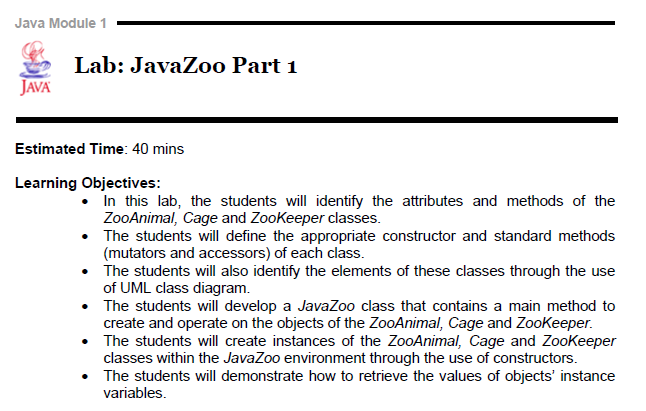 Java Module 1
JAVA
Lab: JavaZoo Part 1
Estimated Time: 40 mins
Learning Objectives:
• In this lab, the students will identify the attributes and methods of the
ZooAnimal, Cage and ZooKeeper classes.
• The students will define the appropriate constructor and standard methods
(mutators and accessors) of each class.
• The students will also identify the elements of these classes through the use
of UML class diagram.
• The students will develop a JavaZoo class that contains a main method to
create and operate on the objects of the ZooAnimal, Cage and ZooKeeper.
• The students will create instances of the ZooAnimal, Cage and ZooKeeper
classes within the JavaZoo environment through the use of constructors.
• The students will demonstrate how to retrieve the values of objects' instance
variables.